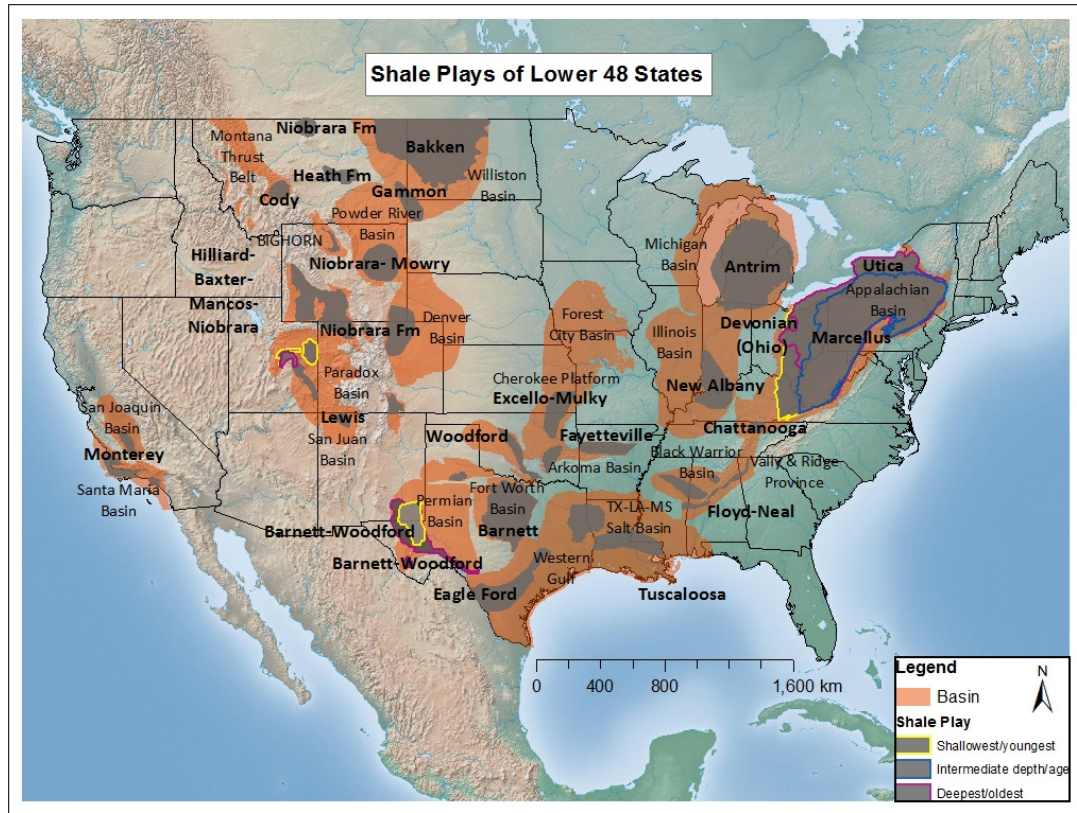 Shale Plays of Lower 48 States
Montana
Thrust
Belt
Niobrara Fm
Bakken
Heath Fm
Cody
Gammon
Williston
Basin
Powder River
Basin
BIGHORN
Hilliard-
Baxter-
Mancos-
Niobrara
Niobrara- Mowry
Niobrara Fm
Denver
Basin
Michigan
Basin
Antrim
Utica
Appalachian
Basin
Marcellus
Devonian
(Ohio)
Forest
City Basin
Illinois
Basin
New Albany
Cherokee Platform
Excello-Mulky
Paradox
Basin
Lewis
San Juan
Basin
San Joaquin
Basin
Monterey
Santa Maria
Basin
Woodford
Fayetteville
Arkoma Basin
Chattanooga
Black Warrior
Basin
Vally & Ridge
Province
Floyd-Neal
Permian
Basin
Fort Worth
Basin
Barnett
TX-LA-MS
Salt Basin
Barnett-Woodford
Barnett-Woodford
Western
Gulf
Eagle Ford
Tuscaloosa
0 400 800 1,600 km
Legend
N
Basin
Shale Play
Shallowest/youngest
Intermediate depth/age
Deepest/oldest